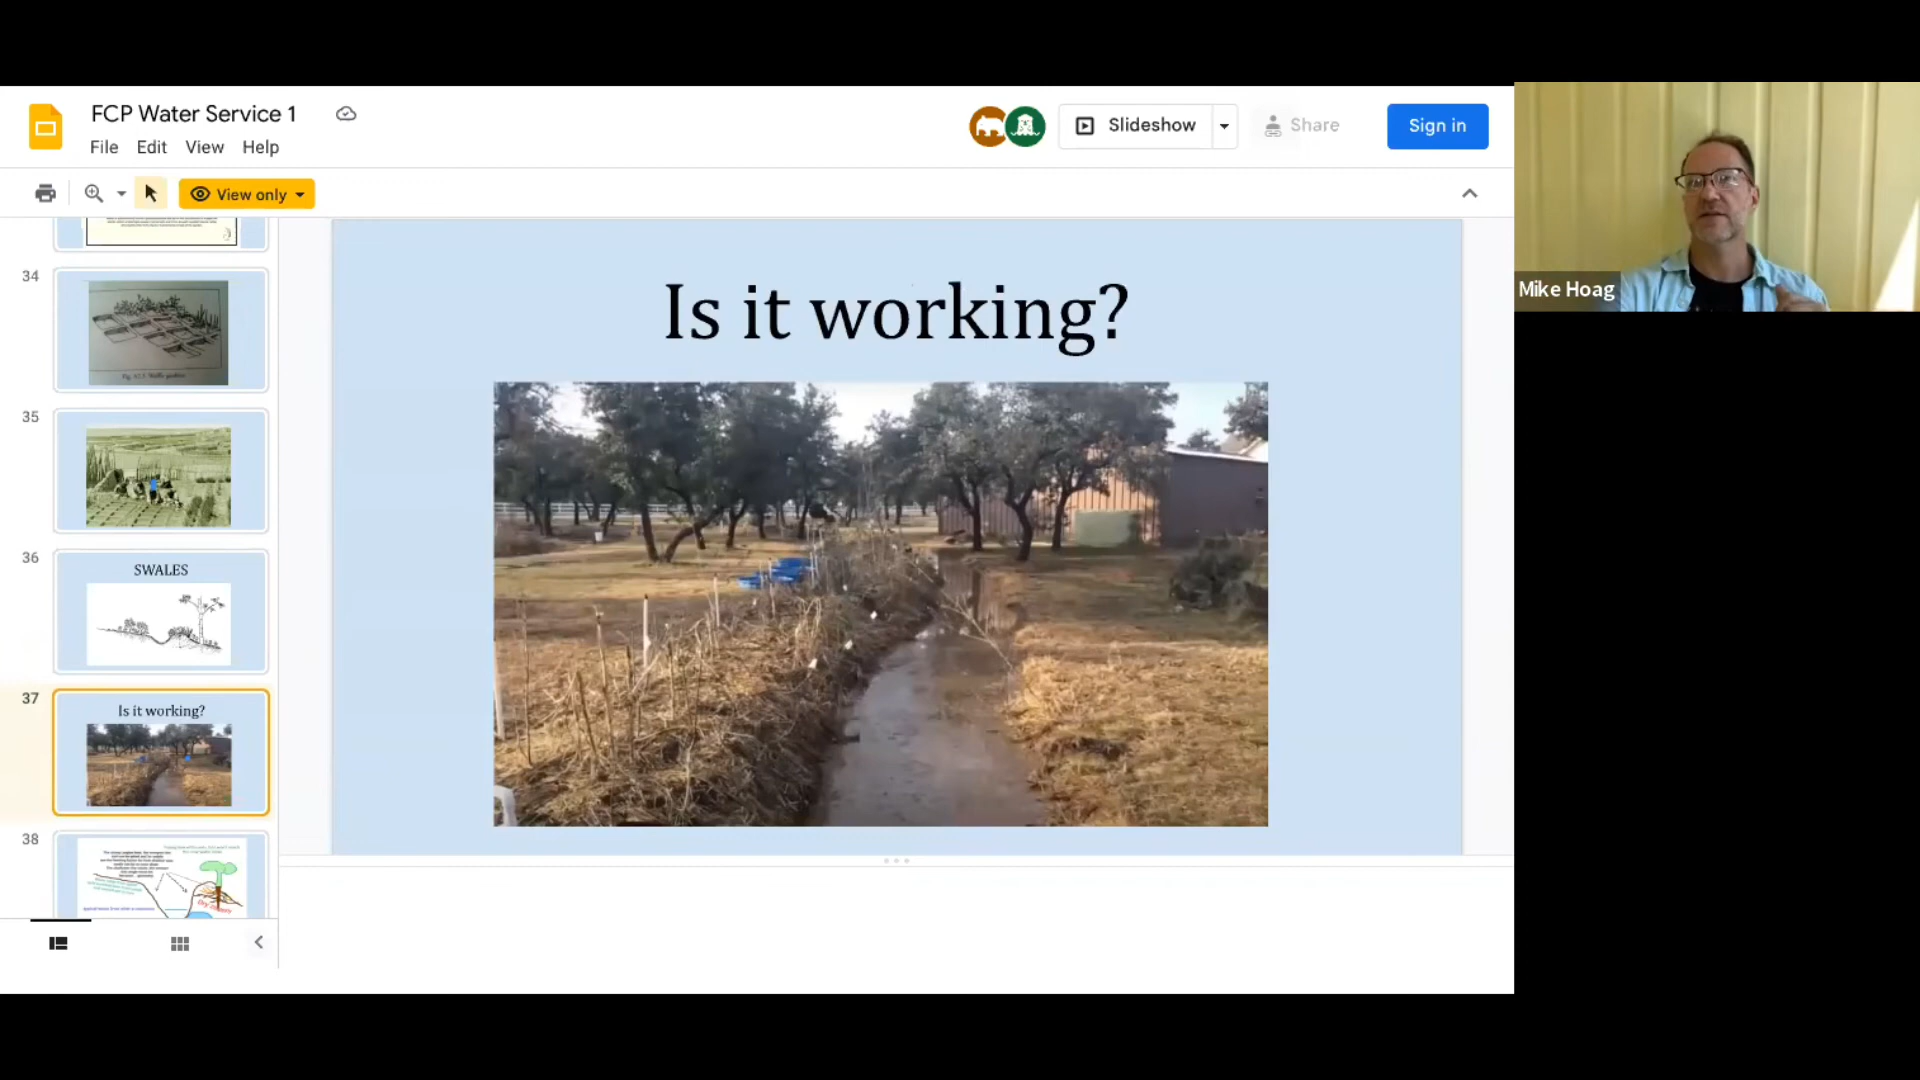 FCP Water Service 1
File Edit View Help
Slideshow
Share
Sign in
View only
34
35
36
SWALES
37
Is it working?
38
Is it working?
Mike Hoag